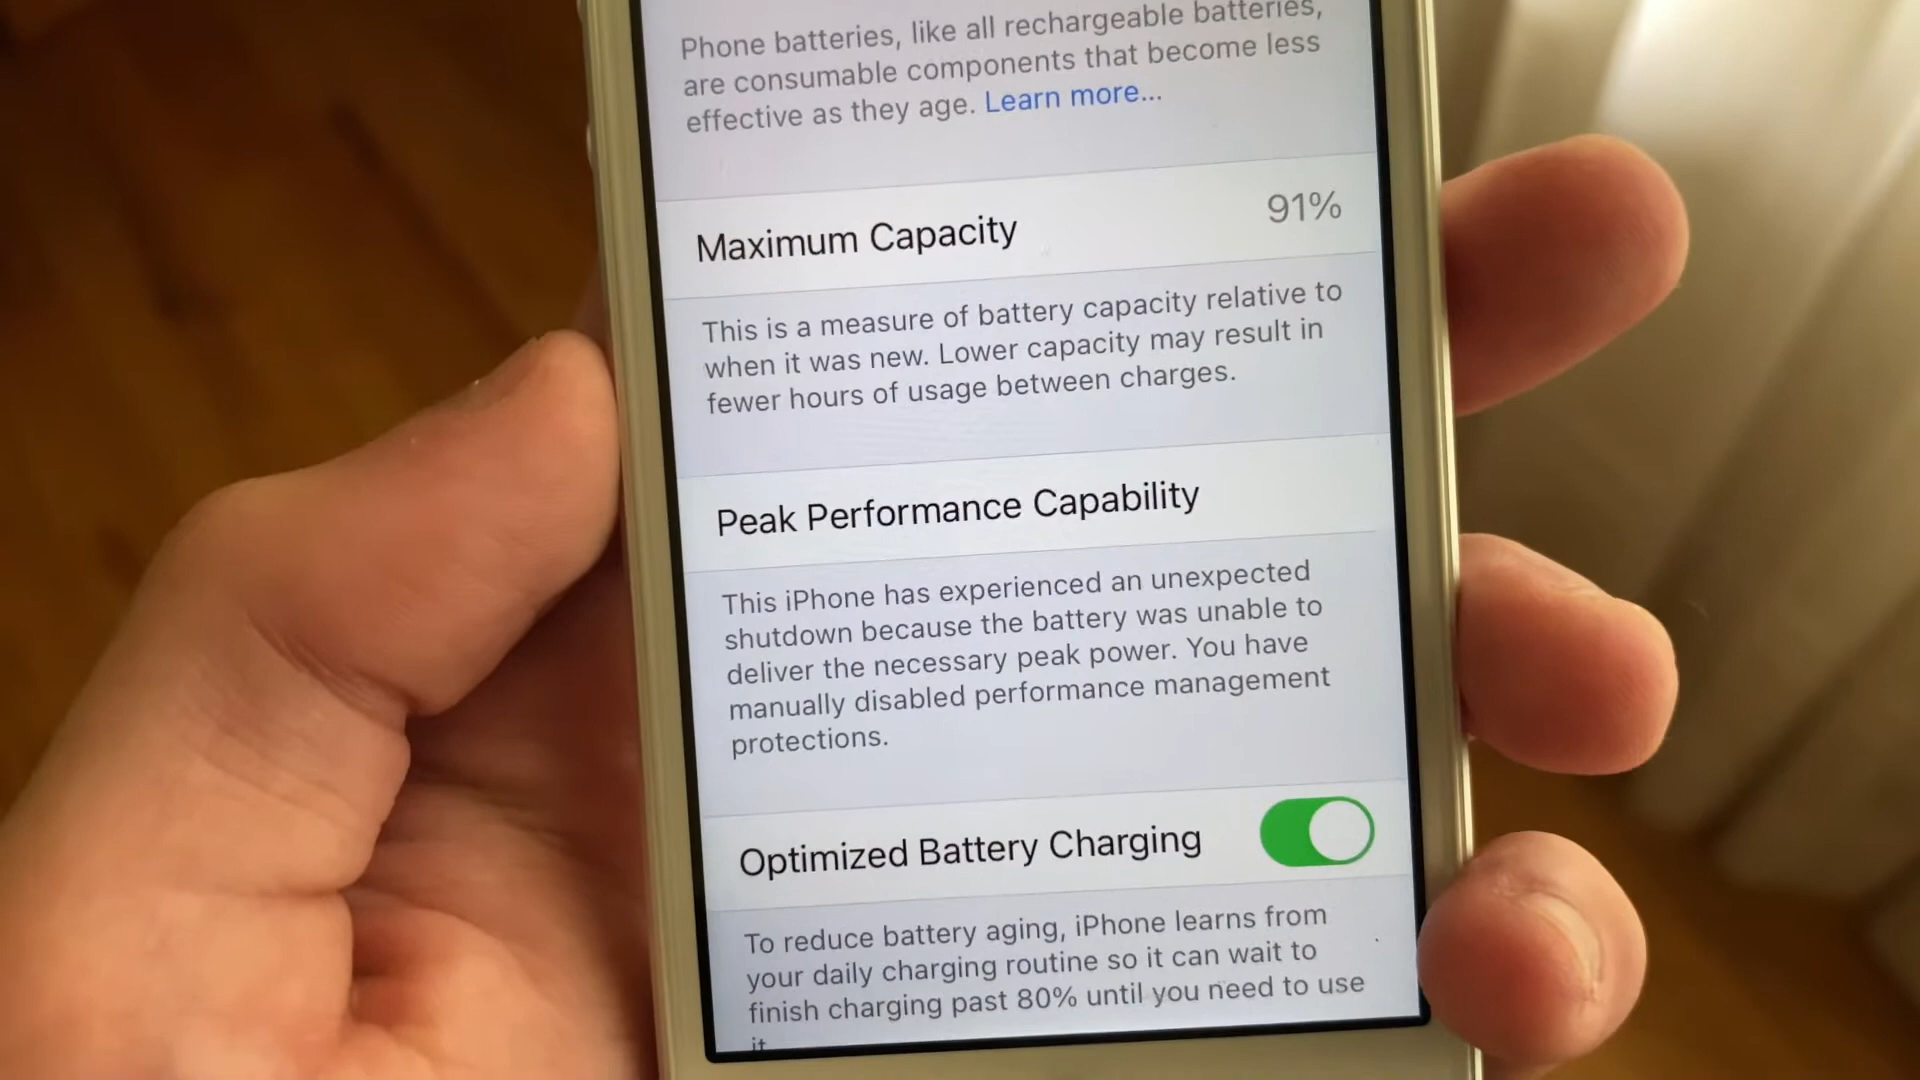 Phone batteries, like all rechargeable batteries,
are consumable components that become less
effective as they age. Learn more...
Maximum Capacity 91%
This is a measure of battery capacity relative to
when it was new. Lower capacity may result in
fewer hours of usage between charges.
Peak Performance Capability
This iPhone has experienced an unexpected
shutdown because the battery was unable to
deliver the necessary peak power. You have
manually disabled performance management
protections.
Optimized Battery Charging
To reduce battery aging, iPhone learns from
your daily charging routine so it can wait to
finish charging past 80% until you need to use
it